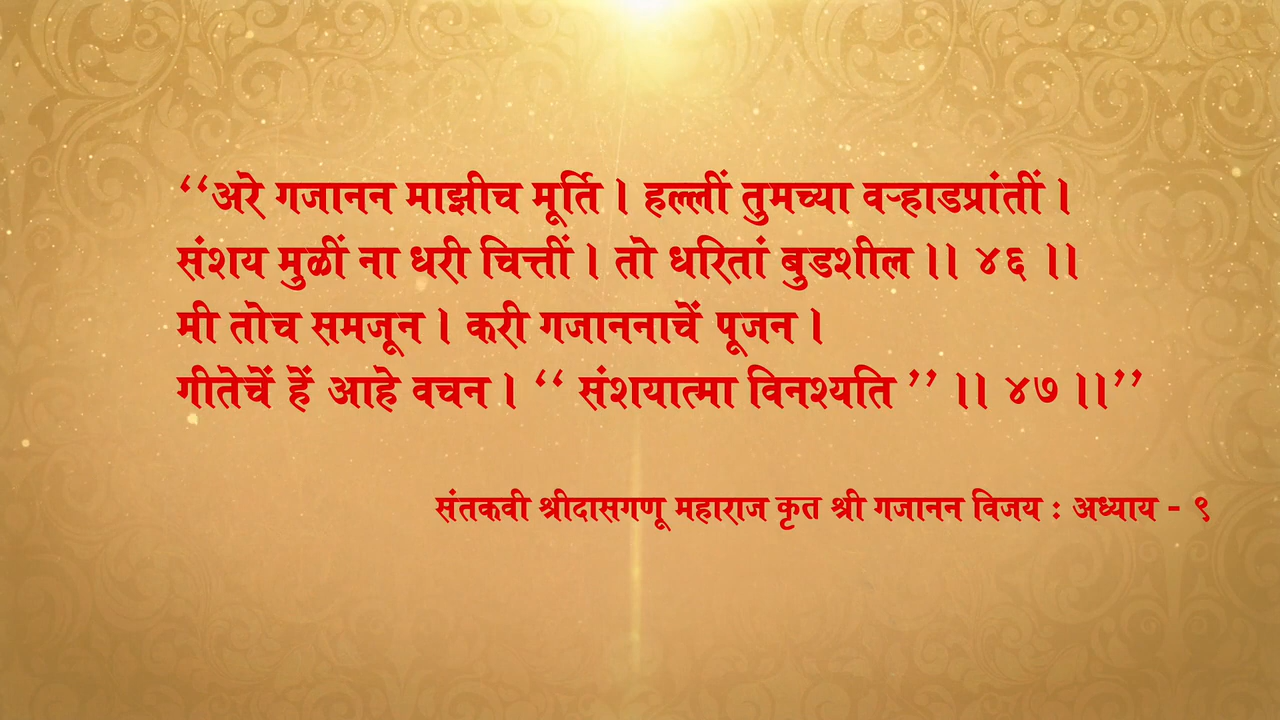 “अरे गजानन माझीच मूर्ति । हल्लीं तुमच्या वऱ्हाडप्रांतीं ।
संशय मुळीं ना धरी चित्तीं । तो धरितां बुडशील ।। ४६ ।।
मी तोच समजून । करी गजाननाचें पूजन ।
गीतेचें हें आहे वचन । “ संशयात्मा विनश्यति ” ।। ४७ ।।”
संतकवी श्रीदासगणू महाराज कृत श्री गजानन विजय : अध्याय - ९